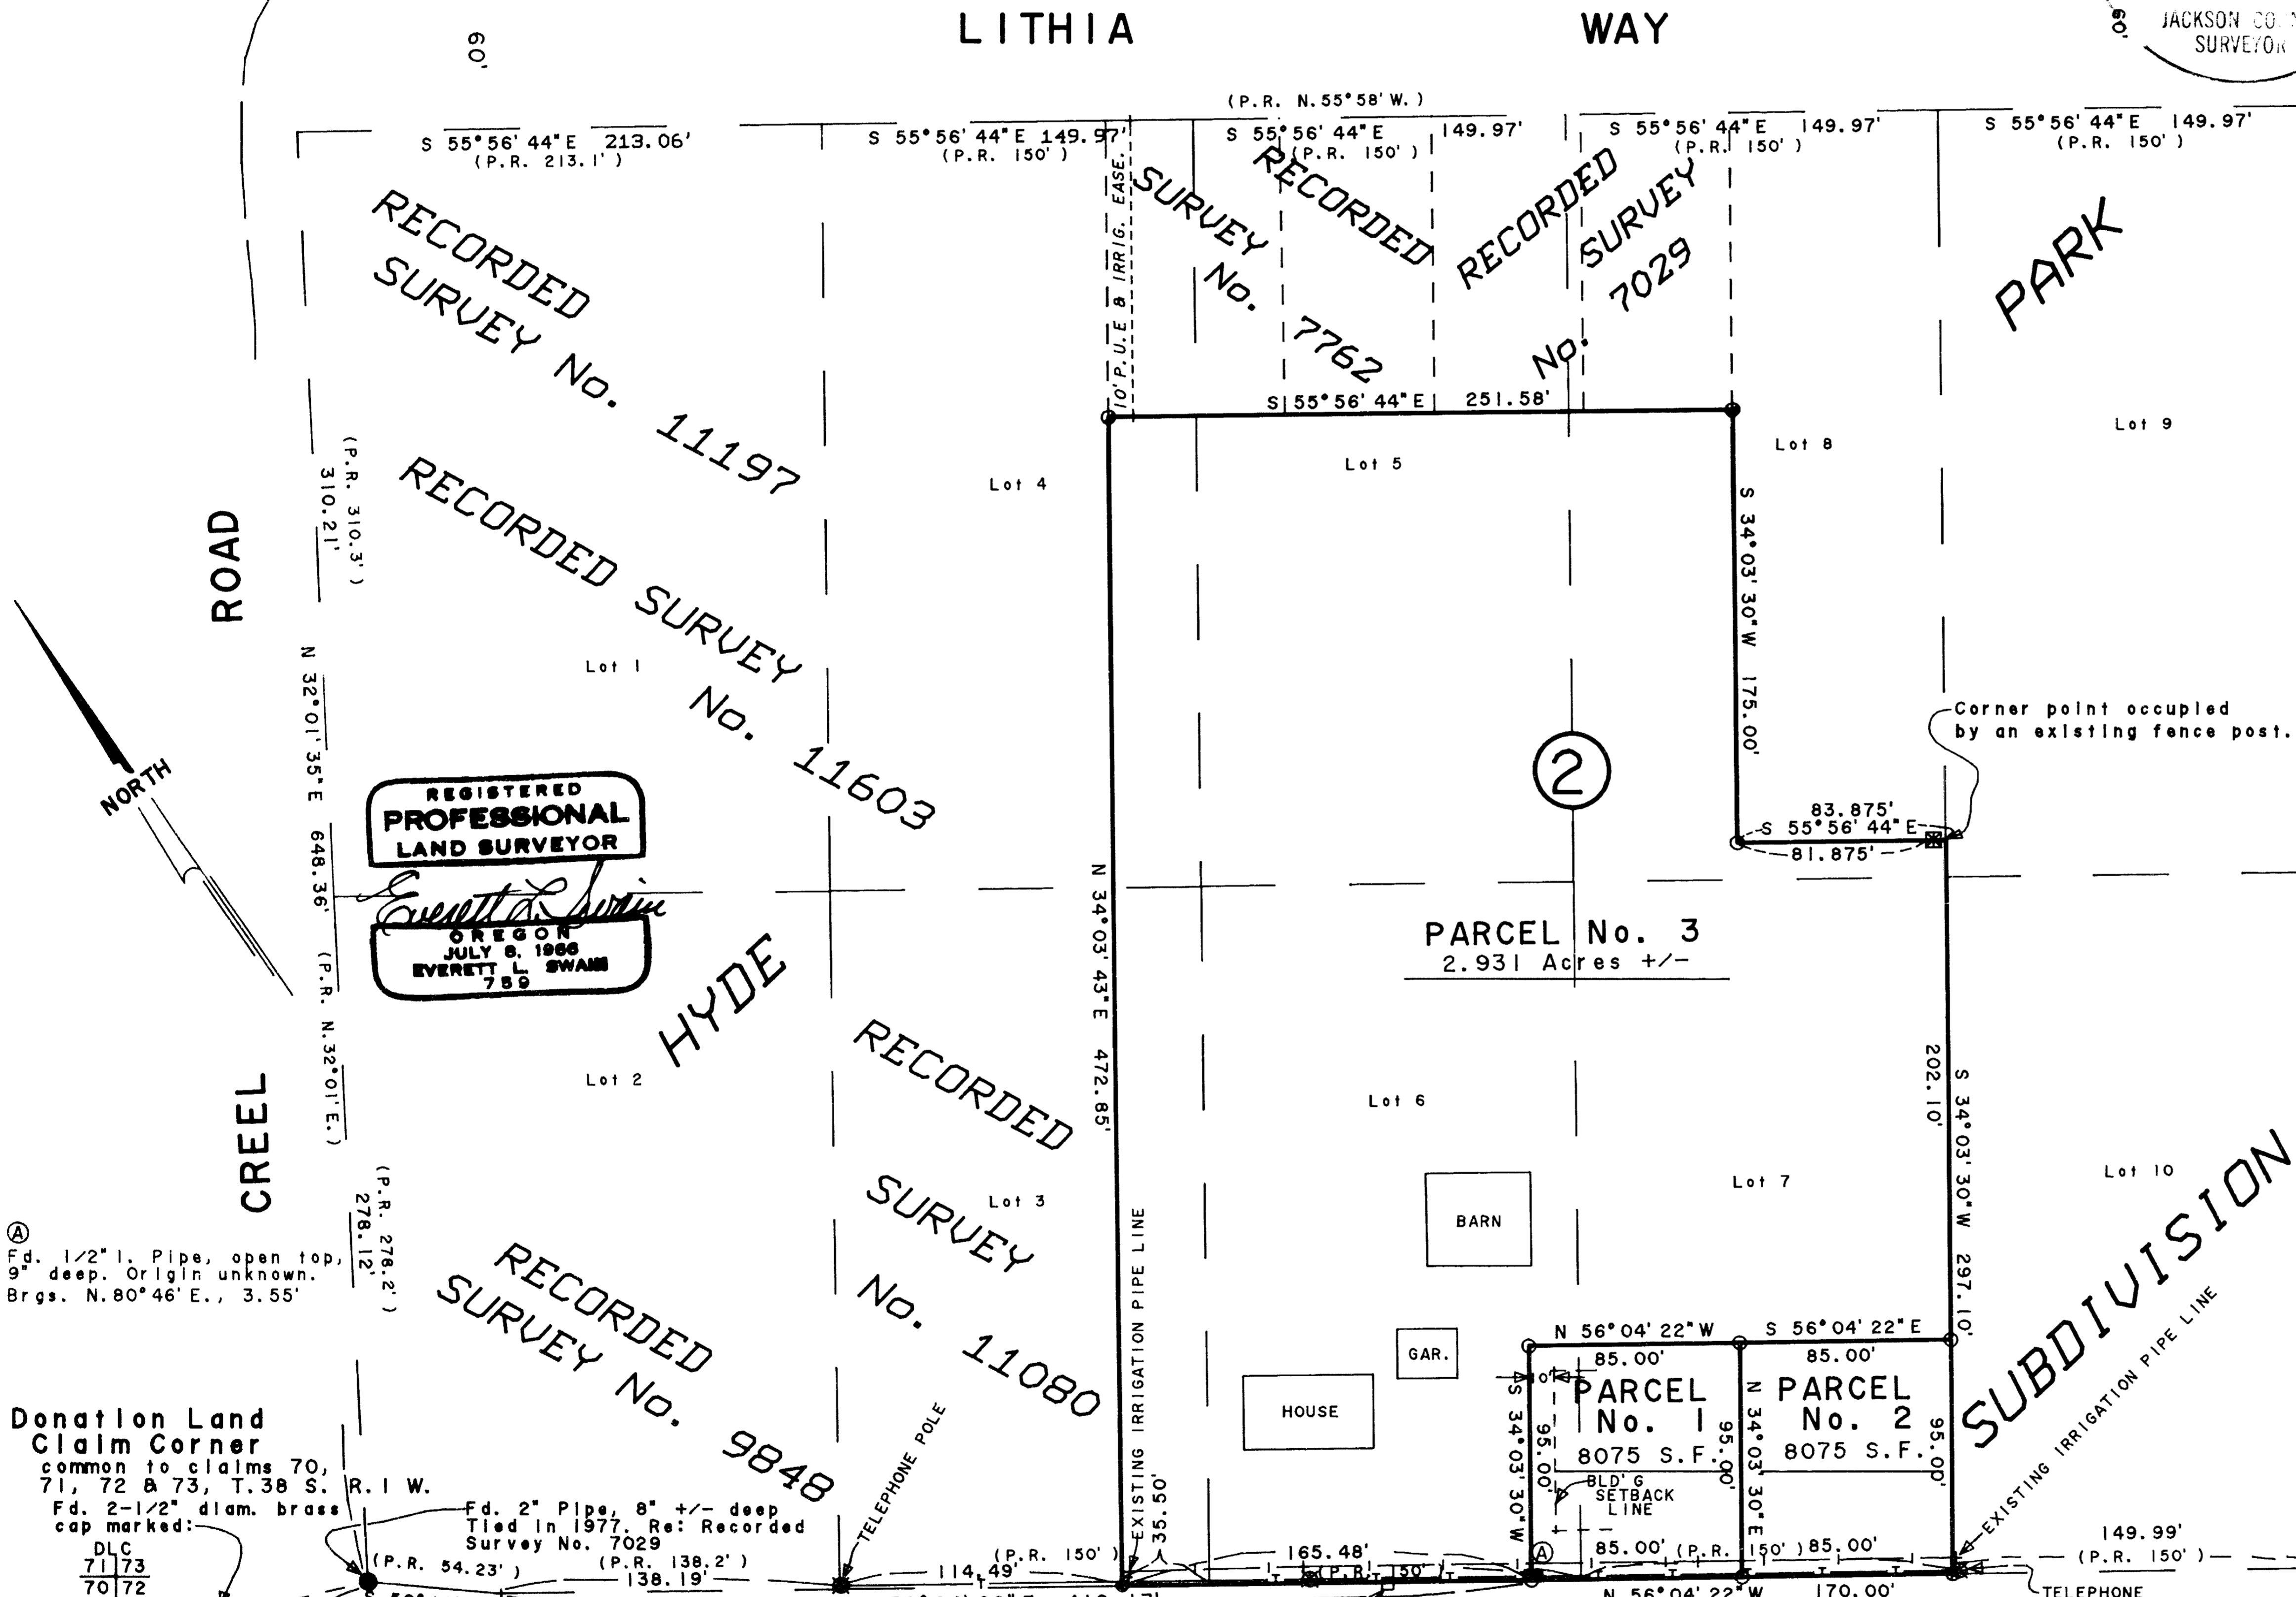 LITHIA WAY
60'
60'
JACKSON CO.
SURVEYOR
(P.R. N.55°58'W.)
S 55°56'44"E 213.06'
(P.R. 213.1')
S 55°56'44"E 149.97'
(P.R. 150')
S 55°56'44"E 149.97'
(P.R. 150')
S 55°56'44"E 149.97'
(P.R. 150')
S 55°56'44"E 149.97'
(P.R. 150')
RECORDED
SURVEY No. 11197
10' P.U.E & IRRIG. EASE.
RECORDED
SURVEY
No. 7762
RECORDED
SURVEY
No. 7029
PARK
S 55°56'44"E 251.58'
Lot 4
Lot 5
Lot 8
Lot 9
(P.R. 310.3')
310.21'
RECORDED SURVEY
No. 11603
S 34°03'30"W 175.00'
CREEL ROAD
NORTH
Lot 1
N 32°01'35"E 648.36' (P.R. N.32°01'E.)
REGISTERED
PROFESSIONAL
LAND SURVEYOR
Everett L. Swain
OREGON
JULY 8, 1966
EVERETT L. SWAIN
759
2
Corner point occupied
by an existing fence post.
83.875'
S 55°56'44"E
81.875'
N 34°03'43"E 472.85'
PARCEL No. 3
2.931 Acres +/-
HYDE
Lot 2
RECORDED
SURVEY
No. 11080
Lot 3
Lot 6
Lot 7
Lot 10
202.10'
S 34°03'30"W 297.10'
SUBDIVISION
BARN
GAR.
HOUSE
(P.R. 278.2')
278.12'
A
Fd. 1/2" I. Pipe, open top,
9" deep. Origin unknown.
Brgs. N.80°46'E., 3.55'
RECORDED
SURVEY No. 9848
EXISTING IRRIGATION PIPE LINE
35.50'
EXISTING IRRIGATION PIPE LINE
TELEPHONE POLE
N 56°04'22"W
85.00'
S 56°04'22"E
85.00'
10'
PARCEL
No. 1
8075 S.F.
PARCEL
No. 2
8075 S.F.
S 34°03'30"W
95.00'
95.00'
N 34°03'30"E
95.00'
BLD'G
SETBACK
LINE
Donation Land
Claim Corner
common to claims 70,
71, 72 & 73, T.38 S. R.1 W.
Fd. 2-1/2" diam. brass
cap marked:
DLC
71 73
70 72
Fd. 2" Pipe, 8" +/- deep
Tied in 1977. Re: Recorded
Survey No. 7029
(P.R. 54.23')
(P.R. 138.2')
138.19'
114.49'
(P.R. 150')
165.48'
(P.R. 150')
A
85.00' (P.R. 150') 85.00'
149.99'
(P.R. 150')
N 56°04'22"W 170.00'
TELEPHONE